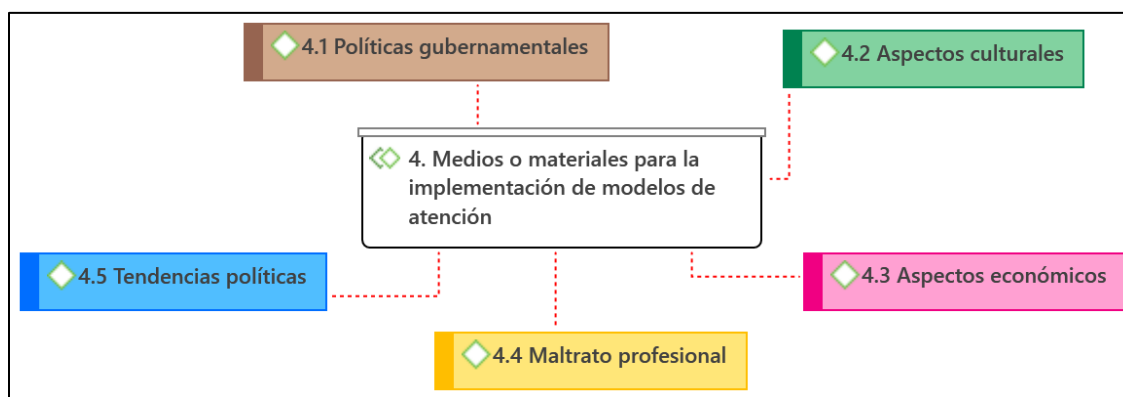 4.1 Políticas gubernamentales
4.2 Aspectos culturales
4. Medios o materiales para la
implementación de modelos de
atención
4.5 Tendencias políticas
4.3 Aspectos económicos
4.4 Maltrato profesional